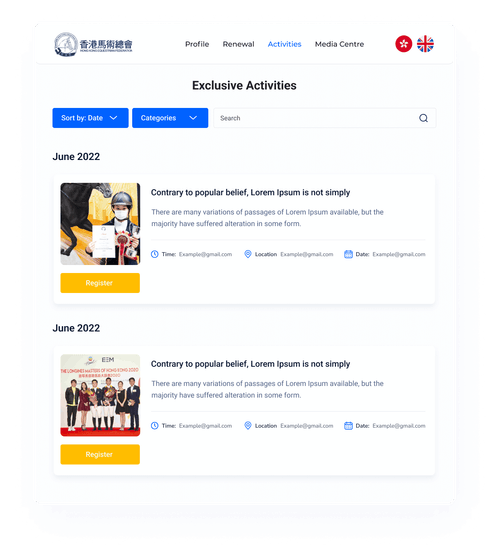 香港馬術總會
HONG KONG EQUESTRIAN FEDERATION
Profile Renewal Activities Media Centre
Exclusive Activities
Sort by: Date Categories Search
June 2022
Contrary to popular belief, Lorem Ipsum is not simply
There are many variations of passages of Lorem Ipsum available, but the
majority have suffered alteration in some form.
Time: Example@gmail.com Location Example@gmail.com Date: Example@gmail.com
Register
June 2022
EEM
THE LONGINES MASTERS OF HONG KONG 2020
Contrary to popular belief, Lorem Ipsum is not simply
There are many variations of passages of Lorem Ipsum available, but the
majority have suffered alteration in some form.
Time: Example@gmail.com Location Example@gmail.com Date: Example@gmail.com
Register